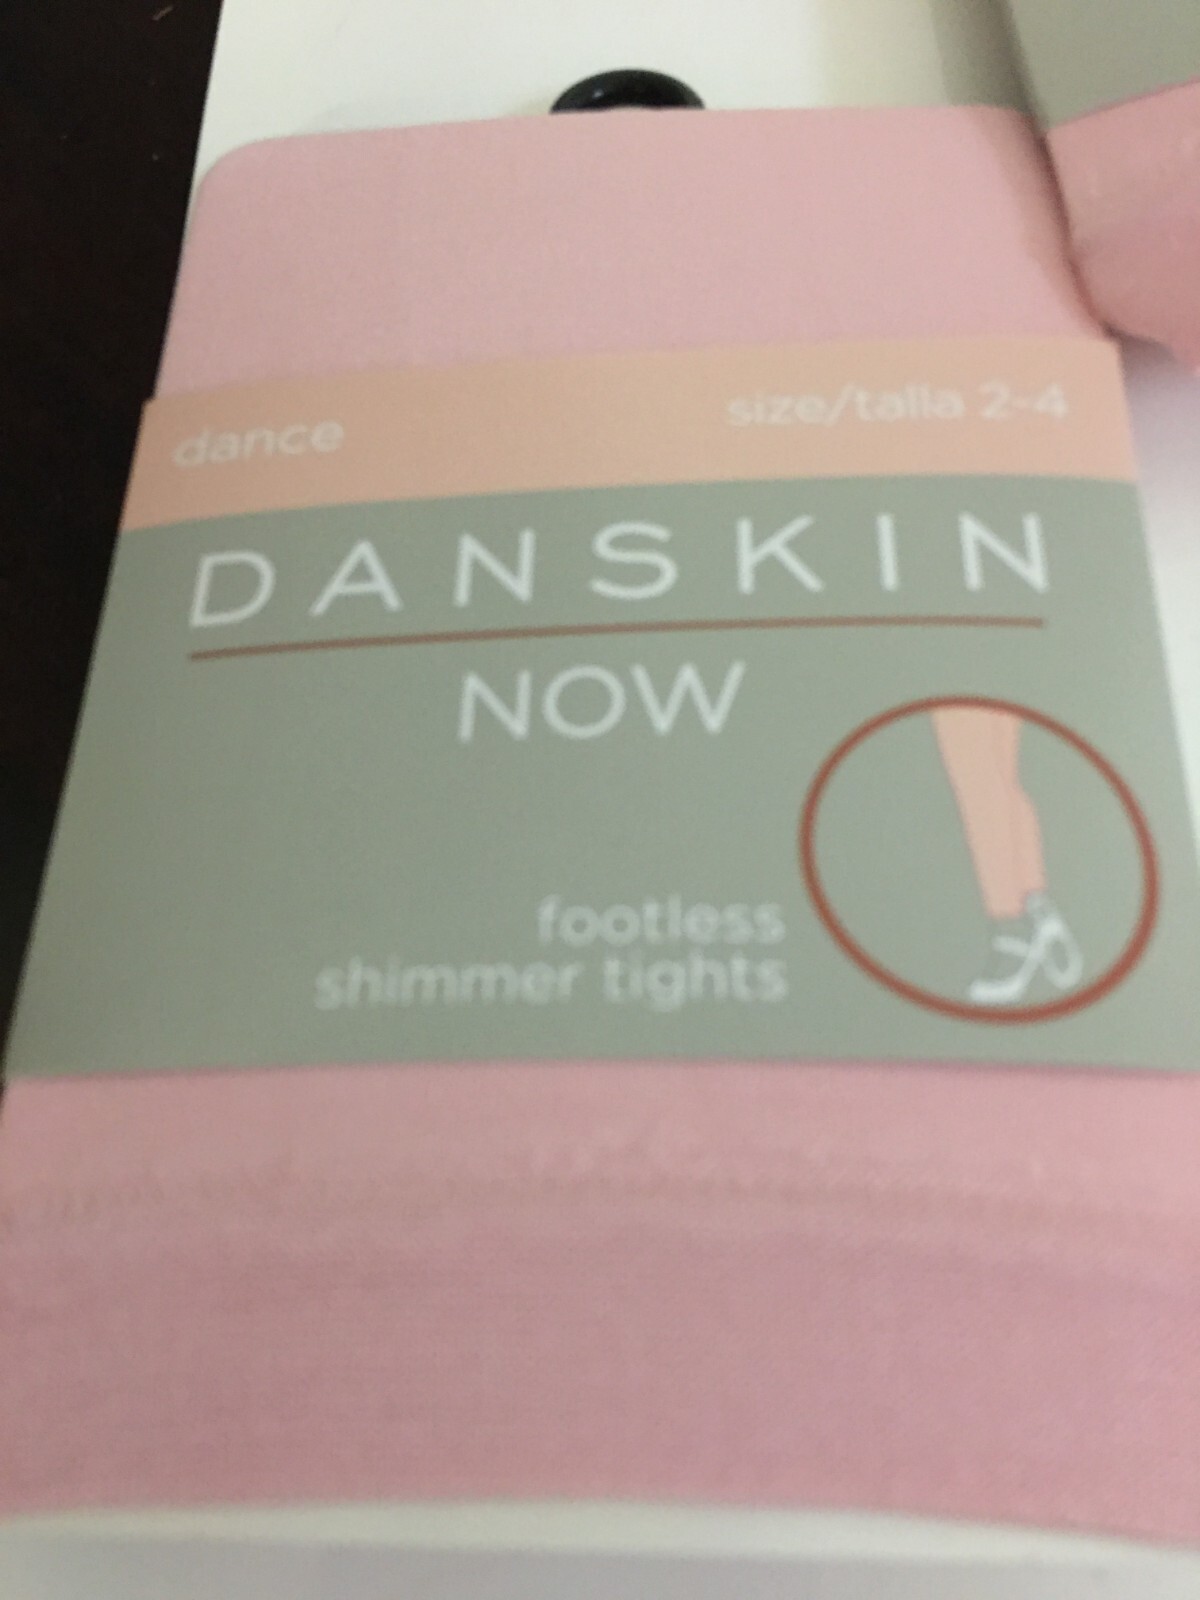 dance size/talla 2-4
DANSKIN
NOW
footless
shimmer tights